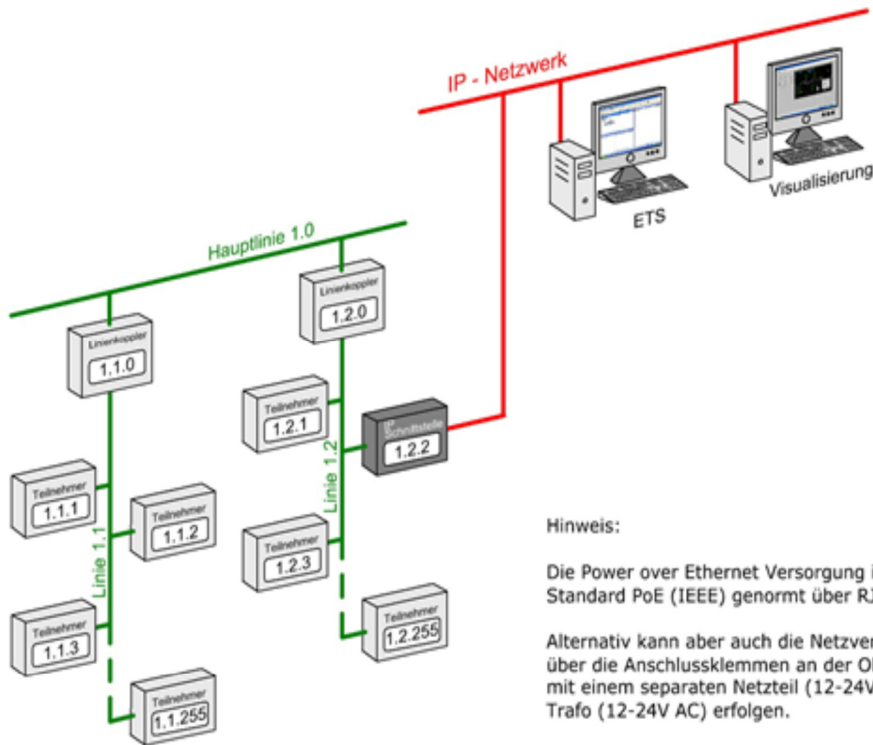 IP - Netzwerk
ETS
Visualisierung
Hauptlinie 1.0
Linienkoppler
1.1.0
Linienkoppler
1.2.0
Teilnehmer
1.2.1
IP
Schnittstelle
1.2.2
Linie 1.2
Teilnehmer
1.1.1
Teilnehmer
1.1.2
Linie 1.1
Teilnehmer
1.2.3
Teilnehmer
1.1.3
Teilnehmer
1.2.255
Teilnehmer
1.1.255
Hinweis:
Die Power over Ethernet Versorgung
Standard PoE (IEEE) genormt über
Alternativ kann aber auch die
über die Anschlussklemmen an der
mit einem separaten Netzteil (12-24V
Trafo (12-24V AC) erfolgen.